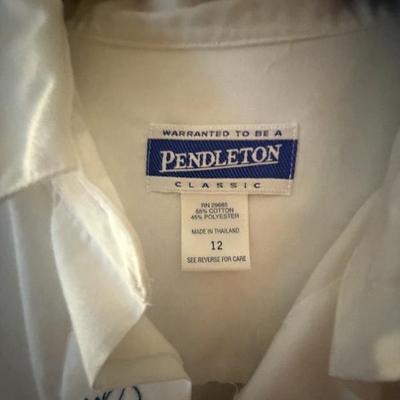 WARRANTED TO BE A
PENDLETON
CLASSIC
RN 29685
55% COTTON
45% POLYESTER
MADE IN THAILAND
12
SEE REVERSE FOR CARE